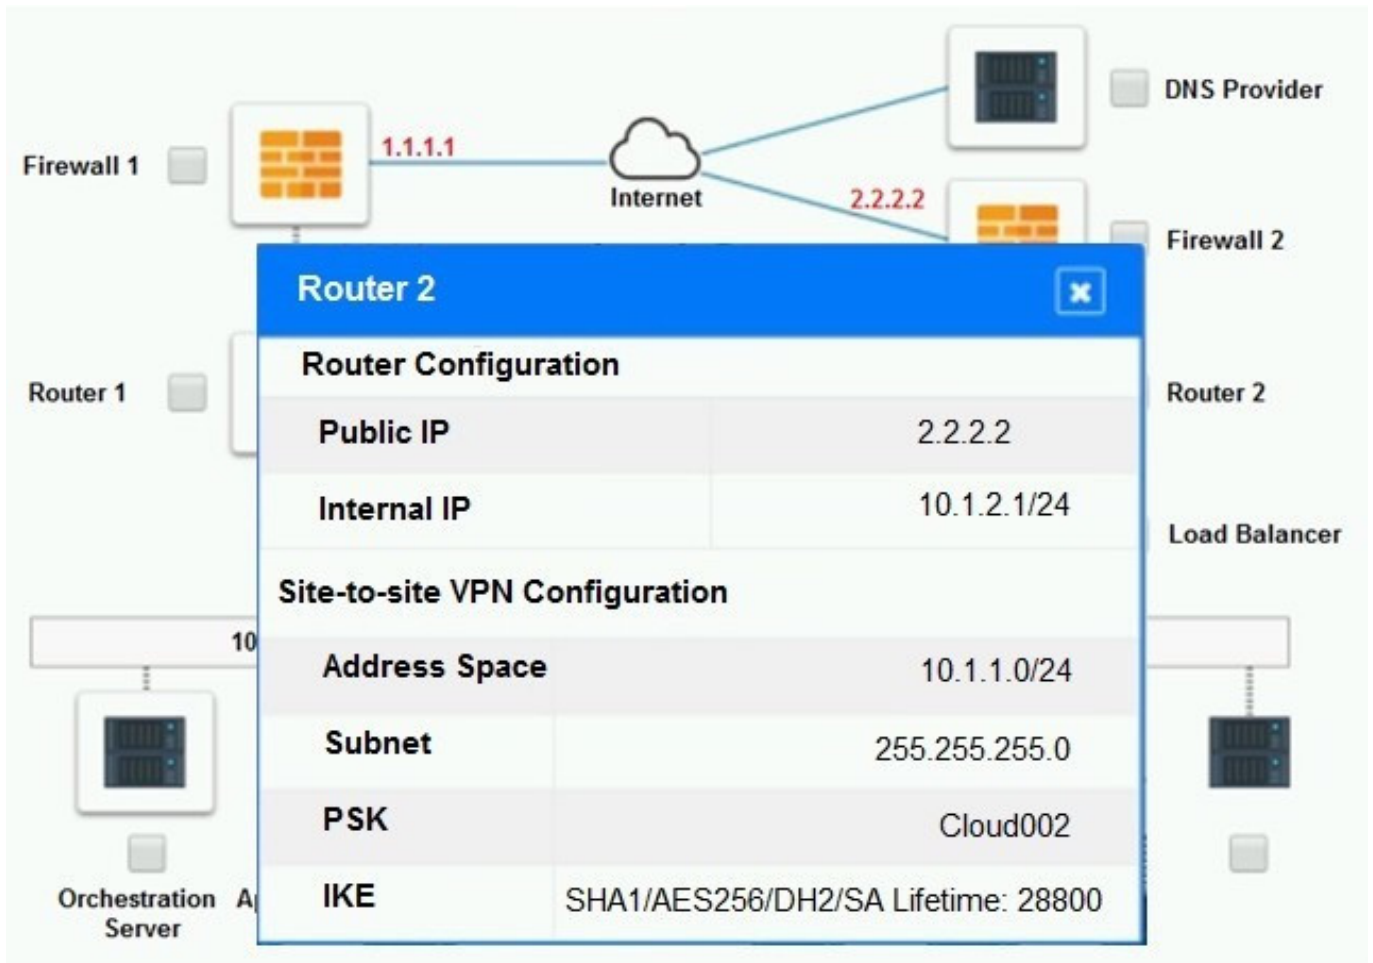 DNS Provider
Firewall 1
1.1.1.1
Internet
2.2.2.2
Firewall 2
Router 2
Router Configuration
Router 1
Router 2
Public IP 2.2.2.2
Internal IP 10.1.2.1/24
Load Balancer
Site-to-site VPN Configuration
10
Address Space 10.1.1.0/24
Subnet 255.255.255.0
PSK Cloud002
IKE SHA1/AES256/DH2/SA Lifetime: 28800
Orchestration
Server